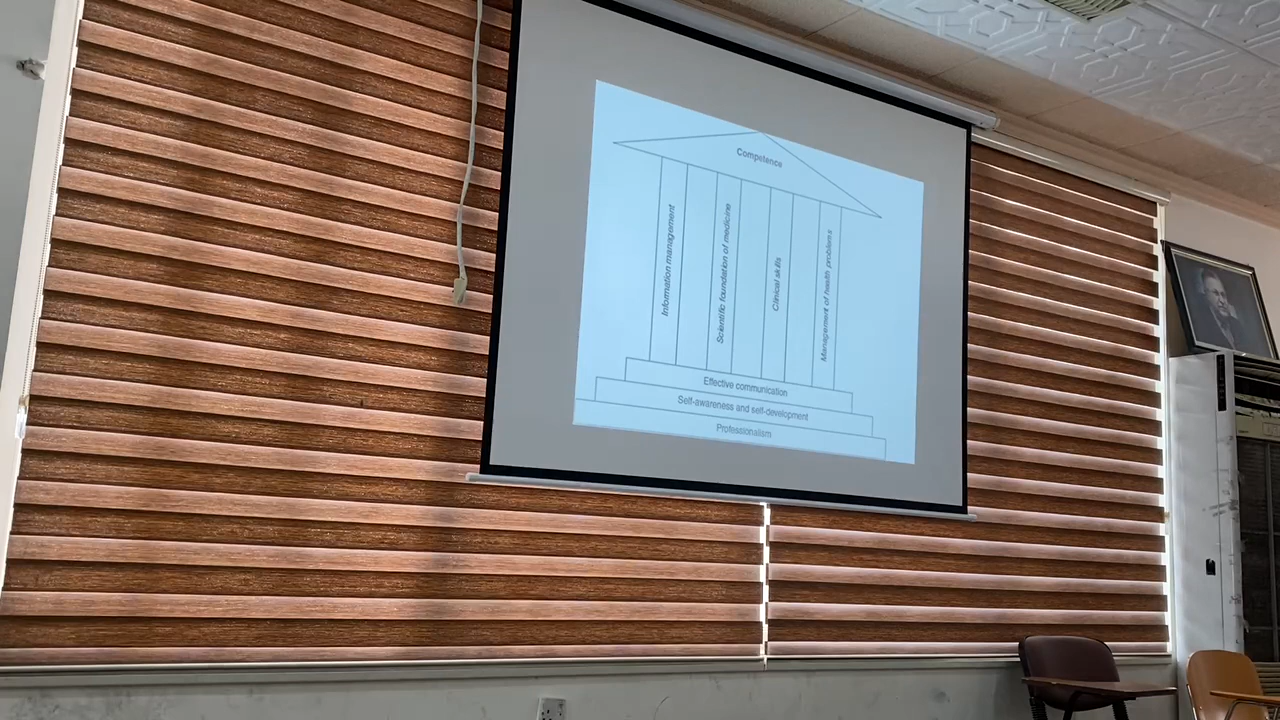 Competence
Information management
Scientific foundation of medicine
Clinical skills
Management of health problems
Effective communication
Self-awareness and self-development
Professionalism